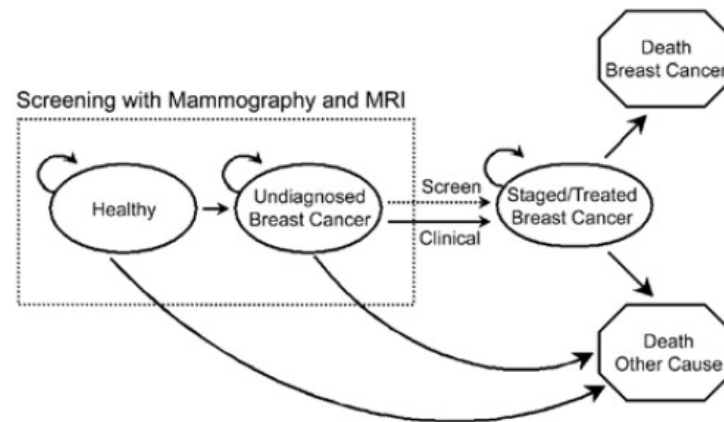 Death
Breast Cancer
Screening with Mammography and MRI
Healthy
Undiagnosed
Breast Cancer
Screen
Clinical
Staged/Treated
Breast Cancer
Death
Other Cause